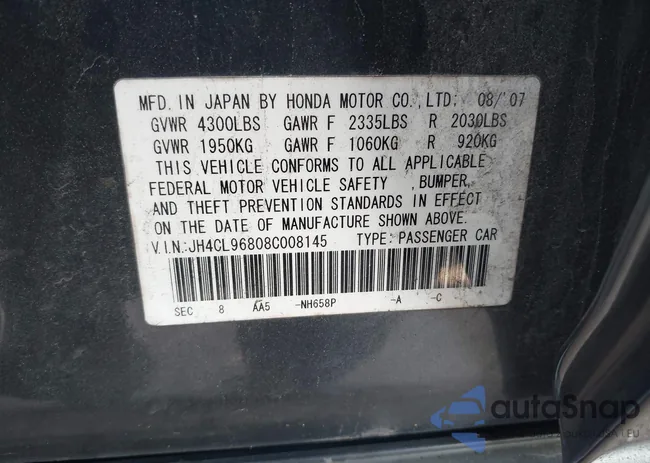 MFD. IN JAPAN BY HONDA MOTOR CO., LTD: 08/'07
GVWR 4300LBS GAWR F 2335LBS R 2030LBS
GVWR 1950KG GAWR F 1060KG R 920KG
THIS VEHICLE CONFORMS TO ALL APPLICABLE
FEDERAL MOTOR VEHICLE SAFETY , BUMPER,
AND THEFT PREVENTION STANDARDS IN EFFECT
ON THE DATE OF MANUFACTURE SHOWN ABOVE.
V.I.N.:JH4CL96808C008145 TYPE: PASSENGER CAR
SEC 8 AA5 -NH658P -A -C
autoSnap